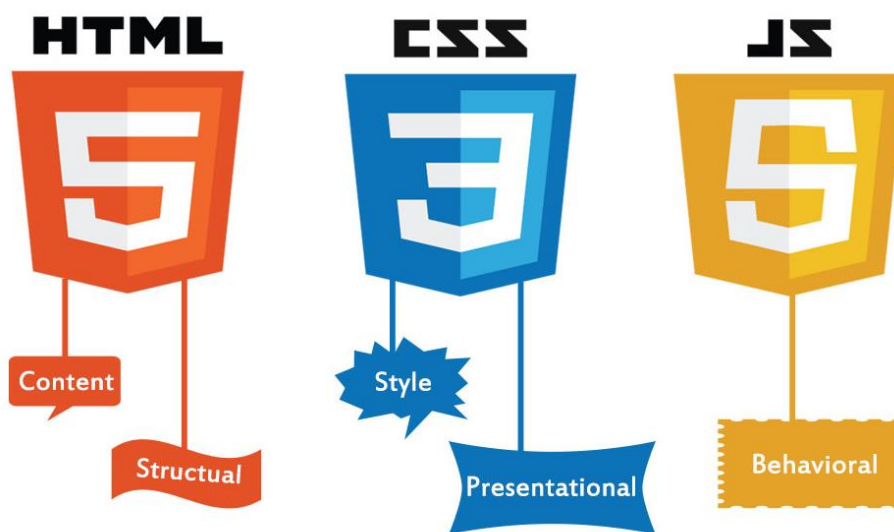 HTML
CSS
JS
5
3
5
Content
Style
Structual
Presentational
Behavioral